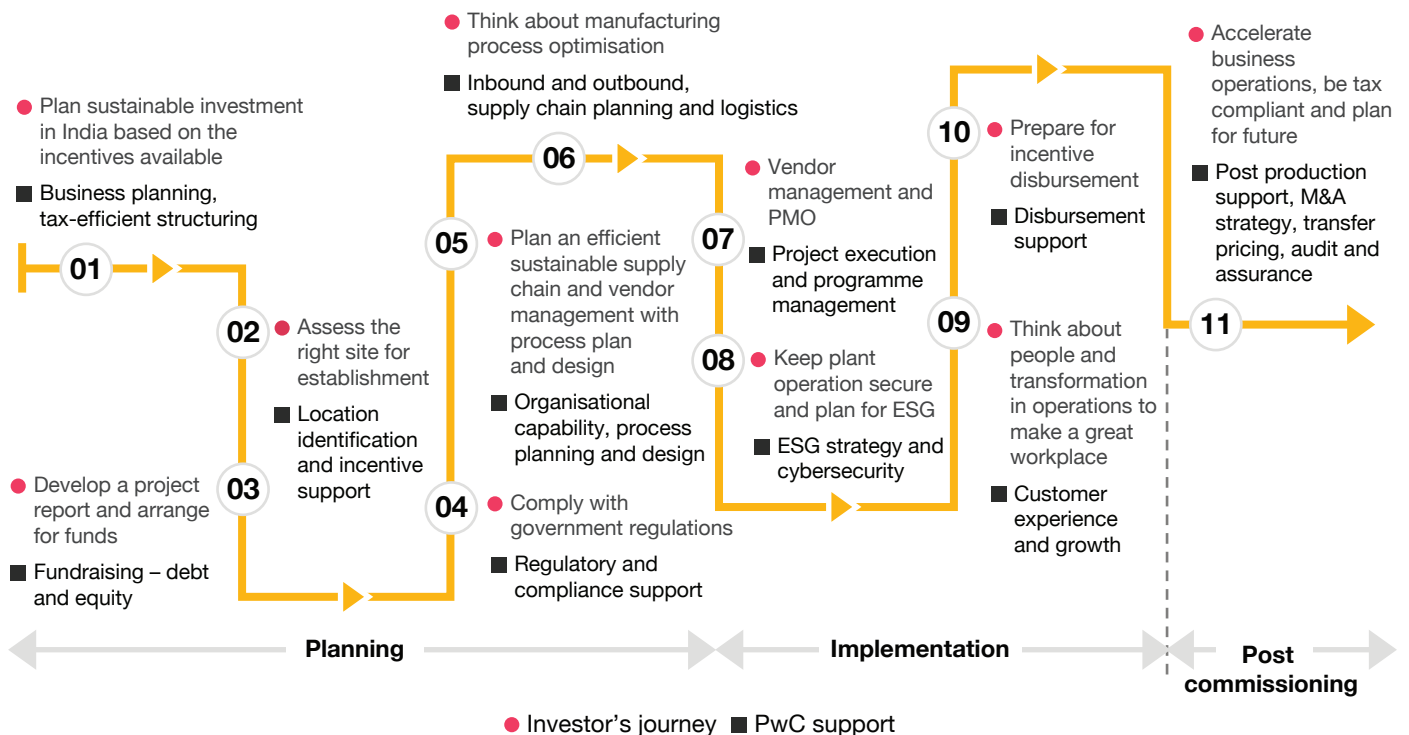 ● Plan sustainable investment
in India based on the
incentives available
■ Business planning,
tax-efficient structuring
01
02
● Assess the
right site for
establishment
■ Location
identification
and incentive
support
03
● Develop a project
report and arrange
for funds
■ Fundraising – debt
and equity
04
● Comply with
government regulations
■ Regulatory and
compliance support
05
● Plan an efficient
sustainable supply
chain and vendor
management with
process plan
and design
■ Organisational
capability, process
planning and design
● Think about manufacturing
process optimisation
■ Inbound and outbound,
supply chain planning and logistics
06
07
● Vendor
management and
PMO
■ Project execution
and programme
management
08
● Keep plant
operation secure
and plan for ESG
■ ESG strategy and
cybersecurity
09
● Think about
people and
transformation
in operations to
make a great
workplace
■ Customer
experience
and growth
10
● Prepare for
incentive
disbursement
■ Disbursement
support
● Accelerate
business
operations, be tax
compliant and plan
for future
■ Post production
support, M&A
strategy, transfer
pricing, audit and
assurance
11
Planning
Implementation
Post
commissioning
● Investor's journey ■ PwC support